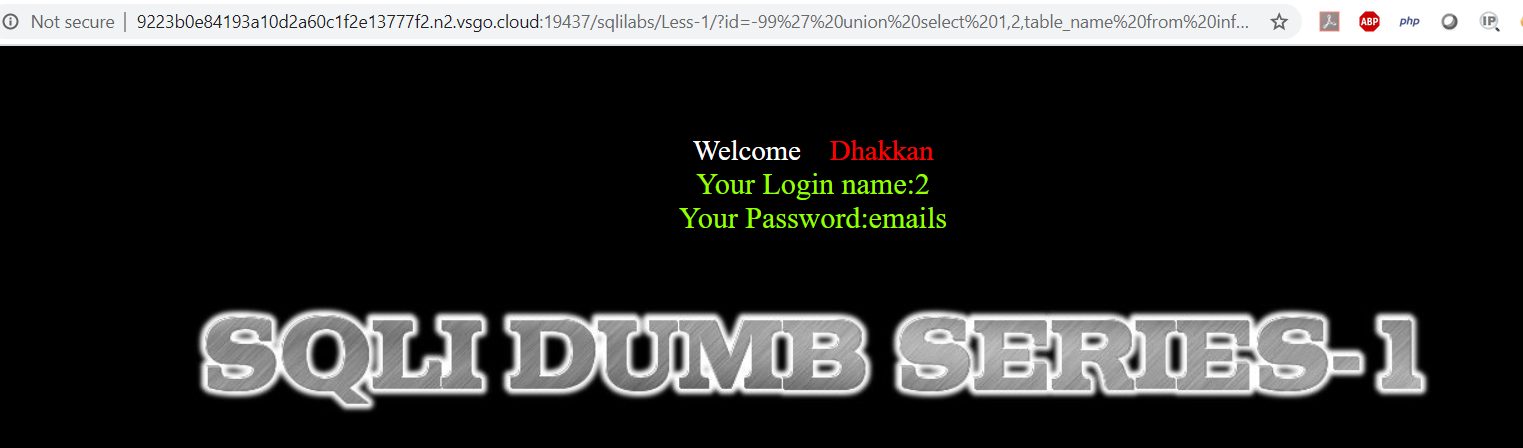 Not secure | 9223b0e84193a10d2a60c1f2e13777f2.n2.vsgo.cloud:19437/sqlilabs/Less-1/?id=-99%27%20union%20select%201,2,table_name%20from%20inf... ABP php IP
Welcome Dhakkan
Your Login name:2
Your Password:emails
SQLI DUMB SERIES-1